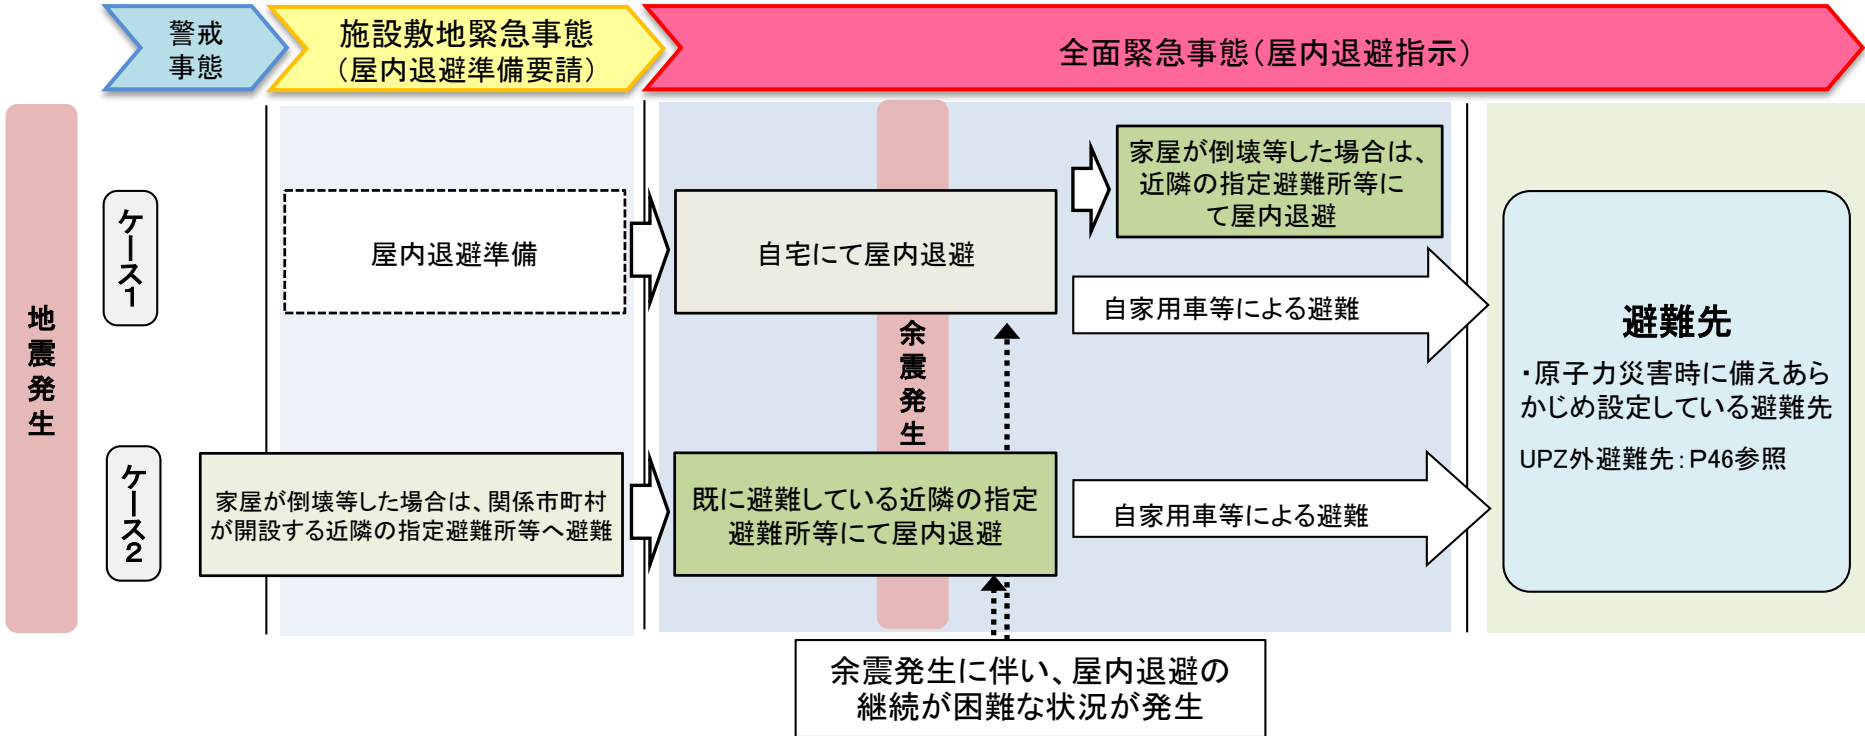 警戒
事態
施設敷地緊急事態
（屋内退避準備要請）
全面緊急事態（屋内退避指示）
地震発生
ケース1
屋内退避準備
自宅にて屋内退避
家屋が倒壊等した場合は、
近隣の指定避難所等に
て屋内退避
自家用車等による避難
余震発生
ケース2
家屋が倒壊等した場合は、関係市町村
が開設する近隣の指定避難所等へ避難
既に避難している近隣の指定
避難所等にて屋内退避
自家用車等による避難
避難先
・原子力災害時に備えあら
かじめ設定している避難先
UPZ外避難先：P46参照
余震発生に伴い、屋内退避の
継続が困難な状況が発生